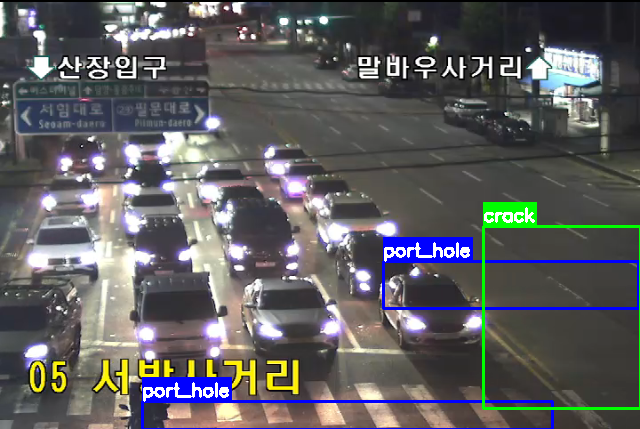 산장입구
말바우사거리
서림대로
Seoam-daero
필문대로
Pilmun-daero
crack
port_hole
port_hole
05 서방사거리